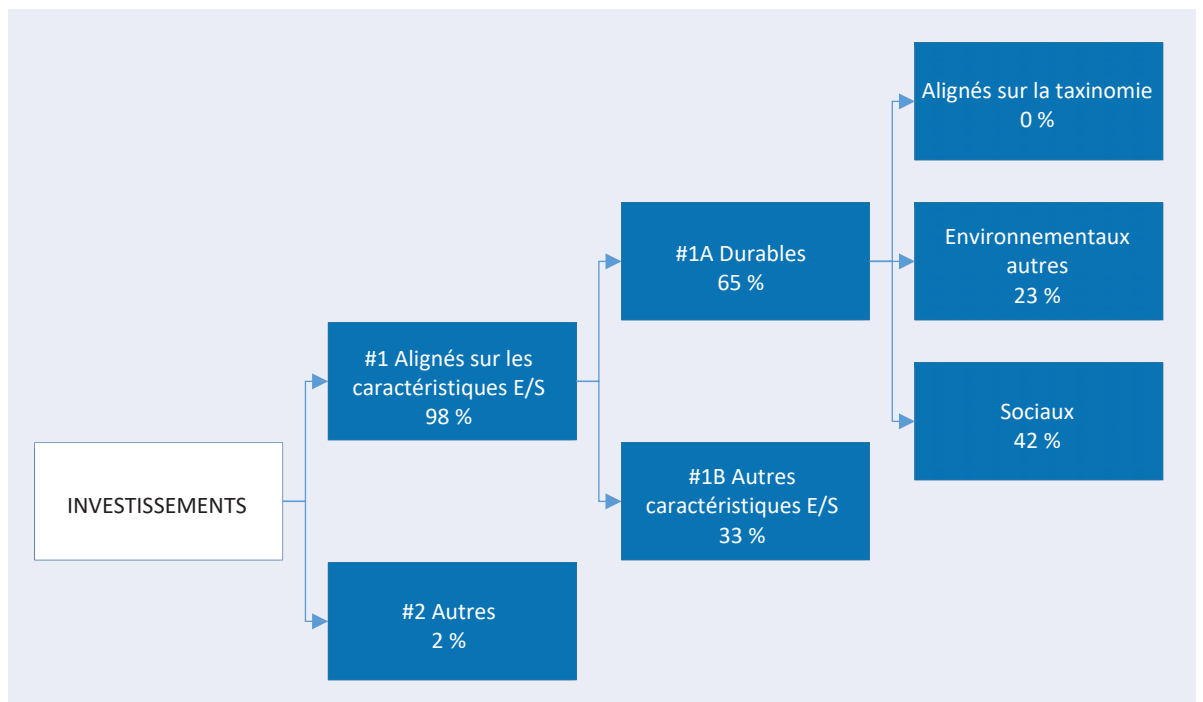 INVESTISSEMENTS
#1 Alignés sur les
caractéristiques E/S
98 %
#2 Autres
2 %
#1A Durables
65 %
#1B Autres
caractéristiques E/S
33 %
Alignés sur la taxinomie
0 %
Environnementaux
autres
23 %
Sociaux
42 %